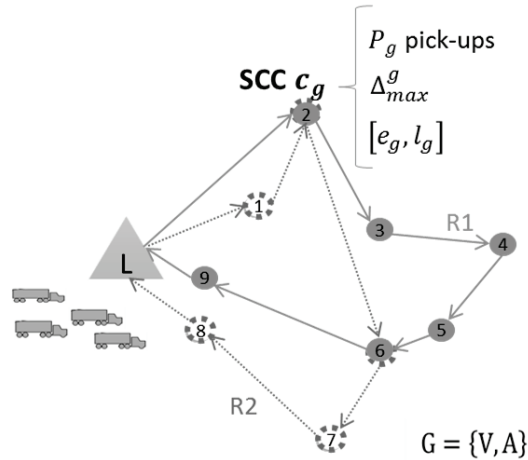 P_g pick-ups
SCC c_g
Δ^g_max
[e_g, l_g]
2
1
3
R1
4
L
9
5
8
6
R2
7
G = {V, A}